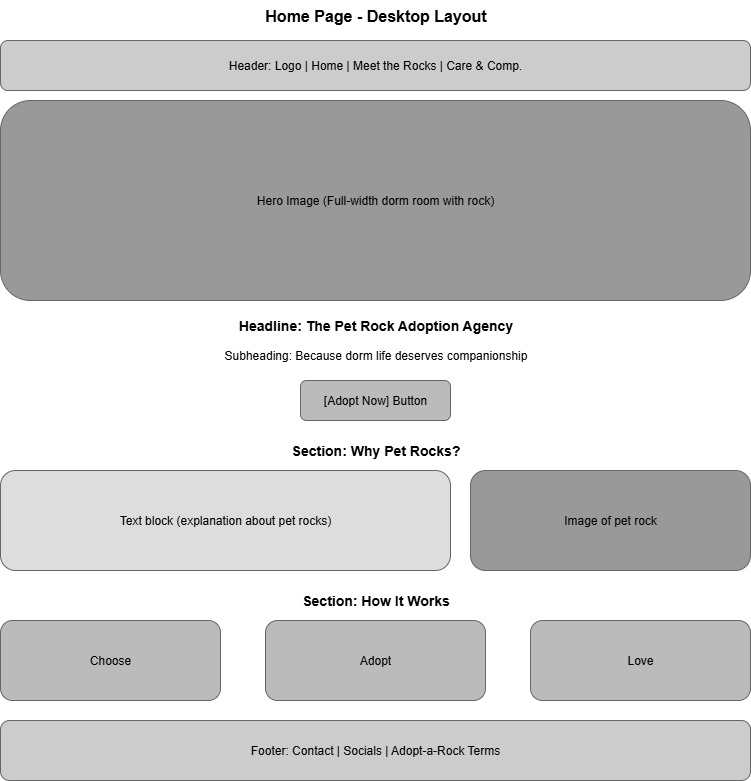 Home Page - Desktop Layout
Header: Logo | Home | Meet the Rocks | Care & Comp.
Hero Image (Full-width dorm room with rock)
Headline: The Pet Rock Adoption Agency
Subheading: Because dorm life deserves companionship
[Adopt Now] Button
Section: Why Pet Rocks?
Text block (explanation about pet rocks)
Image of pet rock
Section: How It Works
Choose
Adopt
Love
Footer: Contact | Socials | Adopt-a-Rock Terms